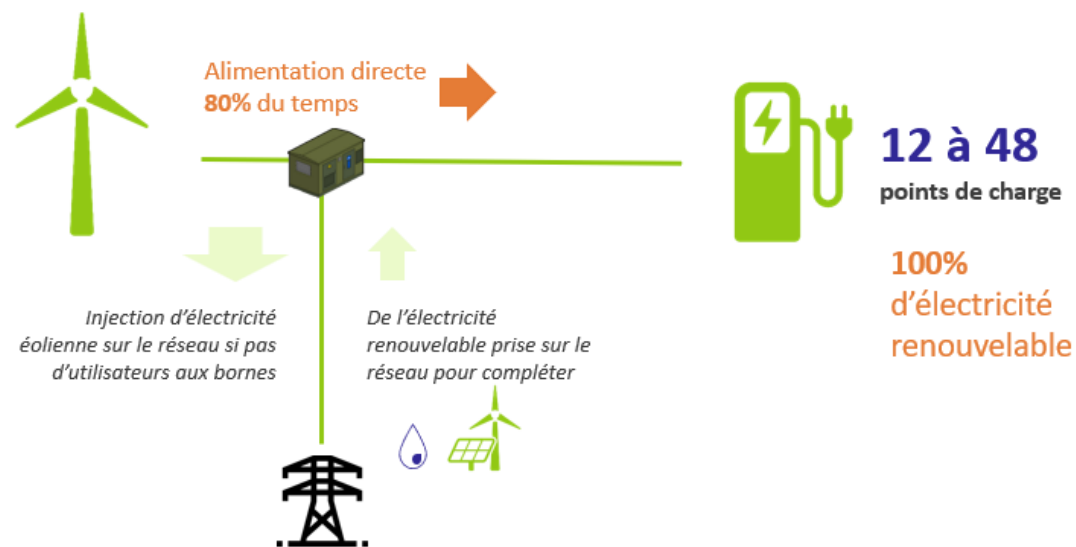 Alimentation directe
80% du temps
12 à 48
points de charge
100%
d’électricité
renouvelable
Injection d’électricité
éolienne sur le réseau si pas
d’utilisateurs aux bornes
De l’électricité
renouvelable prise sur le
réseau pour compléter